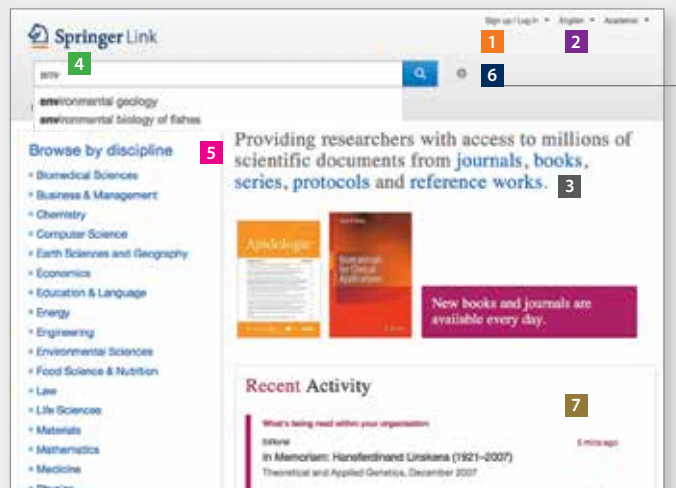 Sign up / Log in
English
Academic
Springer Link
1
2
4
env
6
environmental geology
environmental biology of fishes
Browse by discipline
5
• Biomedical Sciences
• Business & Management
• Chemistry
• Computer Science
• Earth Sciences and Geography
• Economics
• Education & Language
• Energy
• Engineering
• Environmental Sciences
• Food Science & Nutrition
• Law
• Life Sciences
• Materials
• Mathematics
• Medicine
• Physics
Providing researchers with access to millions of
scientific documents from journals, books,
series, protocols and reference works.
3
Apidologie
Biomaterials
for Clinical
Applications
New books and journals are
available every day.
Recent Activity
7
What's being read within your organisation
Editorial
5 mins ago
In Memoriam: Hansferdinand Linskens (1921–2007)
Theoretical and Applied Genetics, December 2007